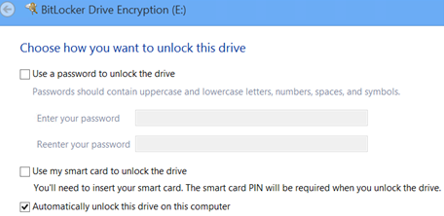 BitLocker Drive Encryption (E:)
Choose how you want to unlock this drive
Use a password to unlock the drive
Passwords should contain uppercase and lowercase letters, numbers, spaces, and symbols.
Enter your password
Reenter your password
Use my smart card to unlock the drive
You'll need to insert your smart card. The smart card PIN will be required when you unlock the drive.
Automatically unlock this drive on this computer